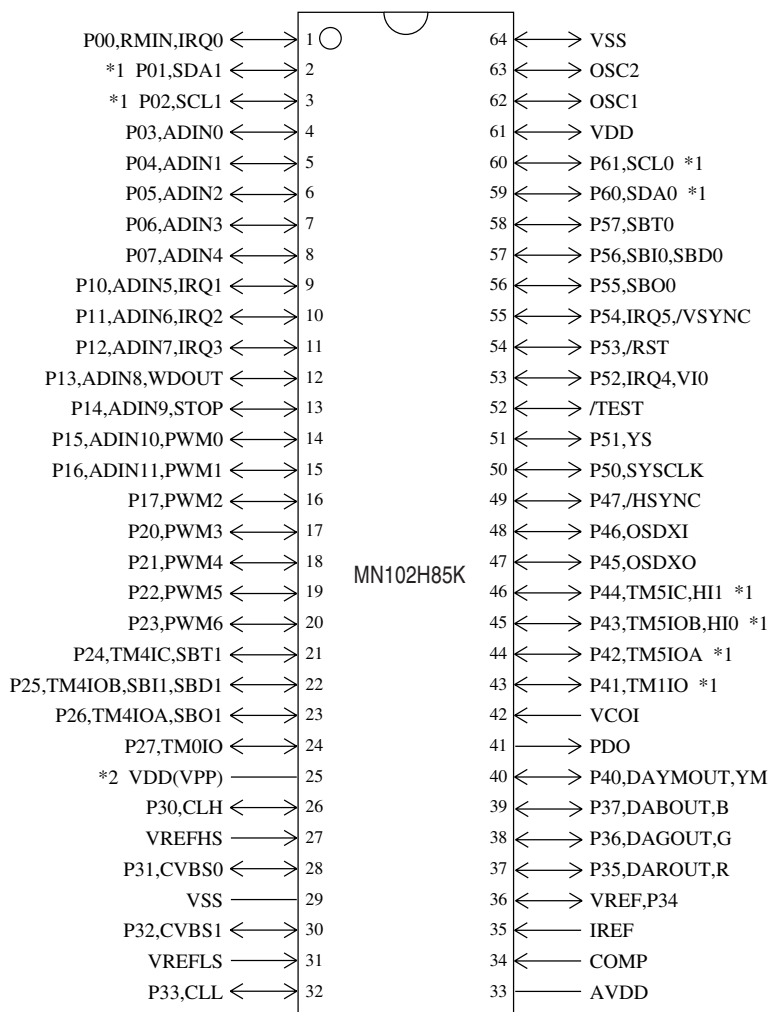 P00,RMIN,IRQ0 1 64 VSS
*1 P01,SDA1 2 63 OSC2
*1 P02,SCL1 3 62 OSC1
P03,ADIN0 4 61 VDD
P04,ADIN1 5 60 P61,SCL0 *1
P05,ADIN2 6 59 P60,SDA0 *1
P06,ADIN3 7 58 P57,SBT0
P07,ADIN4 8 57 P56,SBI0,SBD0
P10,ADIN5,IRQ1 9 56 P55,SBO0
P11,ADIN6,IRQ2 10 55 P54,IRQ5,/VSYNC
P12,ADIN7,IRQ3 11 54 P53,/RST
P13,ADIN8,WDOUT 12 53 P52,IRQ4,VI0
P14,ADIN9,STOP 13 52 /TEST
P15,ADIN10,PWM0 14 51 P51,YS
P16,ADIN11,PWM1 15 50 P50,SYSCLK
P17,PWM2 16 49 P47,/HSYNC
P20,PWM3 17 48 P46,OSDXI
P21,PWM4 18 47 P45,OSDXO
MN102H85K
P22,PWM5 19 46 P44,TM5IC,HI1 *1
P23,PWM6 20 45 P43,TM5IOB,HI0 *1
P24,TM4IC,SBT1 21 44 P42,TM5IOA *1
P25,TM4IOB,SBI1,SBD1 22 43 P41,TM1IO *1
P26,TM4IOA,SBO1 23 42 VCOI
P27,TM0IO 24 41 PDO
*2 VDD(VPP) 25 40 P40,DAYMOUT,YM
P30,CLH 26 39 P37,DABOUT,B
VREFHS 27 38 P36,DAGOUT,G
P31,CVBS0 28 37 P35,DAROUT,R
VSS 29 36 VREF,P34
P32,CVBS1 30 35 IREF
VREFLS 31 34 COMP
P33,CLL 32 33 AVDD